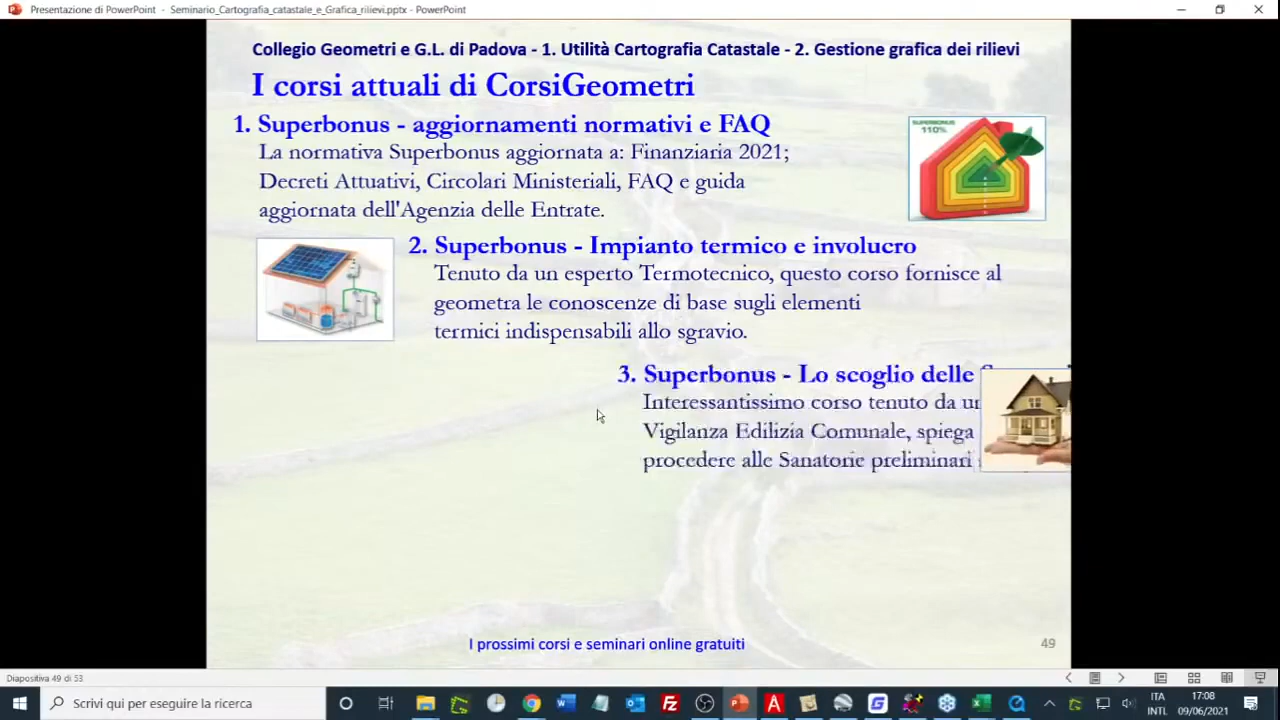 Presentazione di PowerPoint - Seminario_Cartografia_catastale_e_Grafica_rilievi.pptx - PowerPoint
Collegio Geometri e G.L. di Padova - 1. Utilità Cartografia Catastale - 2. Gestione grafica dei rilievi
I corsi attuali di CorsiGeometri
1. Superbonus - aggiornamenti normativi e FAQ
La normativa Superbonus aggiornata a: Finanziaria 2021;
Decreti Attuativi, Circolari Ministeriali, FAQ e guida
aggiornata dell'Agenzia delle Entrate.
SUPERBONUS
110%
2. Superbonus - Impianto termico e involucro
Tenuto da un esperto Termotecnico, questo corso fornisce al
geometra le conoscenze di base sugli elementi
termici indispensabili allo sgravio.
3. Superbonus - Lo scoglio delle
Interessantissimo corso tenuto da
Vigilanza Edilizia Comunale, spiega
procedere alle Sanatorie preliminari
I prossimi corsi e seminari online gratuiti
49
Diapositiva 49 di 53
Scrivi qui per eseguire la ricerca
ITA
INTL
17:08
09/06/2021